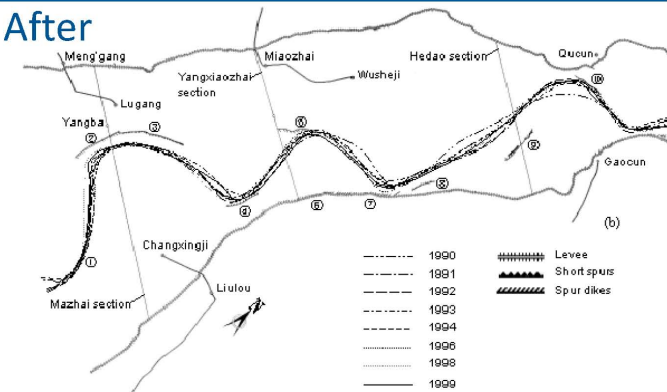 After
Meng'gang
Miaozhai
Hedao section
Qucun
Yangxiaozhai
section
Wusheji
Lugang
Yangba
⑩
②
③
⑤
⑨
Gaocun
④
⑥
⑦
⑧
(b)
Changxingji
①
Liulou
Mazhai section
1990
1991
1992
1993
1994
1996
1998
1999
Levee
Short spurs
Spur dikes